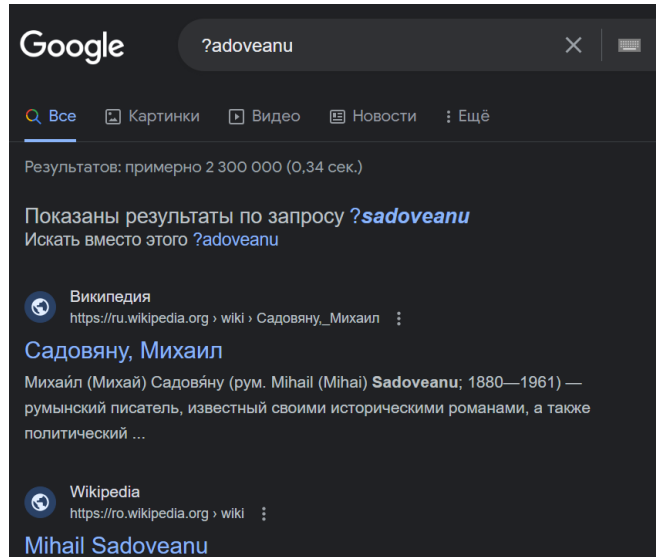 Google
?adoveanu
Все Картинки Видео Новости Ещё
Результатов: примерно 2 300 000 (0,34 сек.)
Показаны результаты по запросу ?sadoveanu
Искать вместо этого ?adoveanu
Википедия
https://ru.wikipedia.org › wiki › Садовяну,_Михаил
Садовяну, Михаил
Михаи́л (Михай) Садовя́ну (рум. Mihail (Mihai) Sadoveanu; 1880—1961) —
румынский писатель, известный своими историческими романами, а также
политический ...
Wikipedia
https://ro.wikipedia.org › wiki
Mihail Sadoveanu